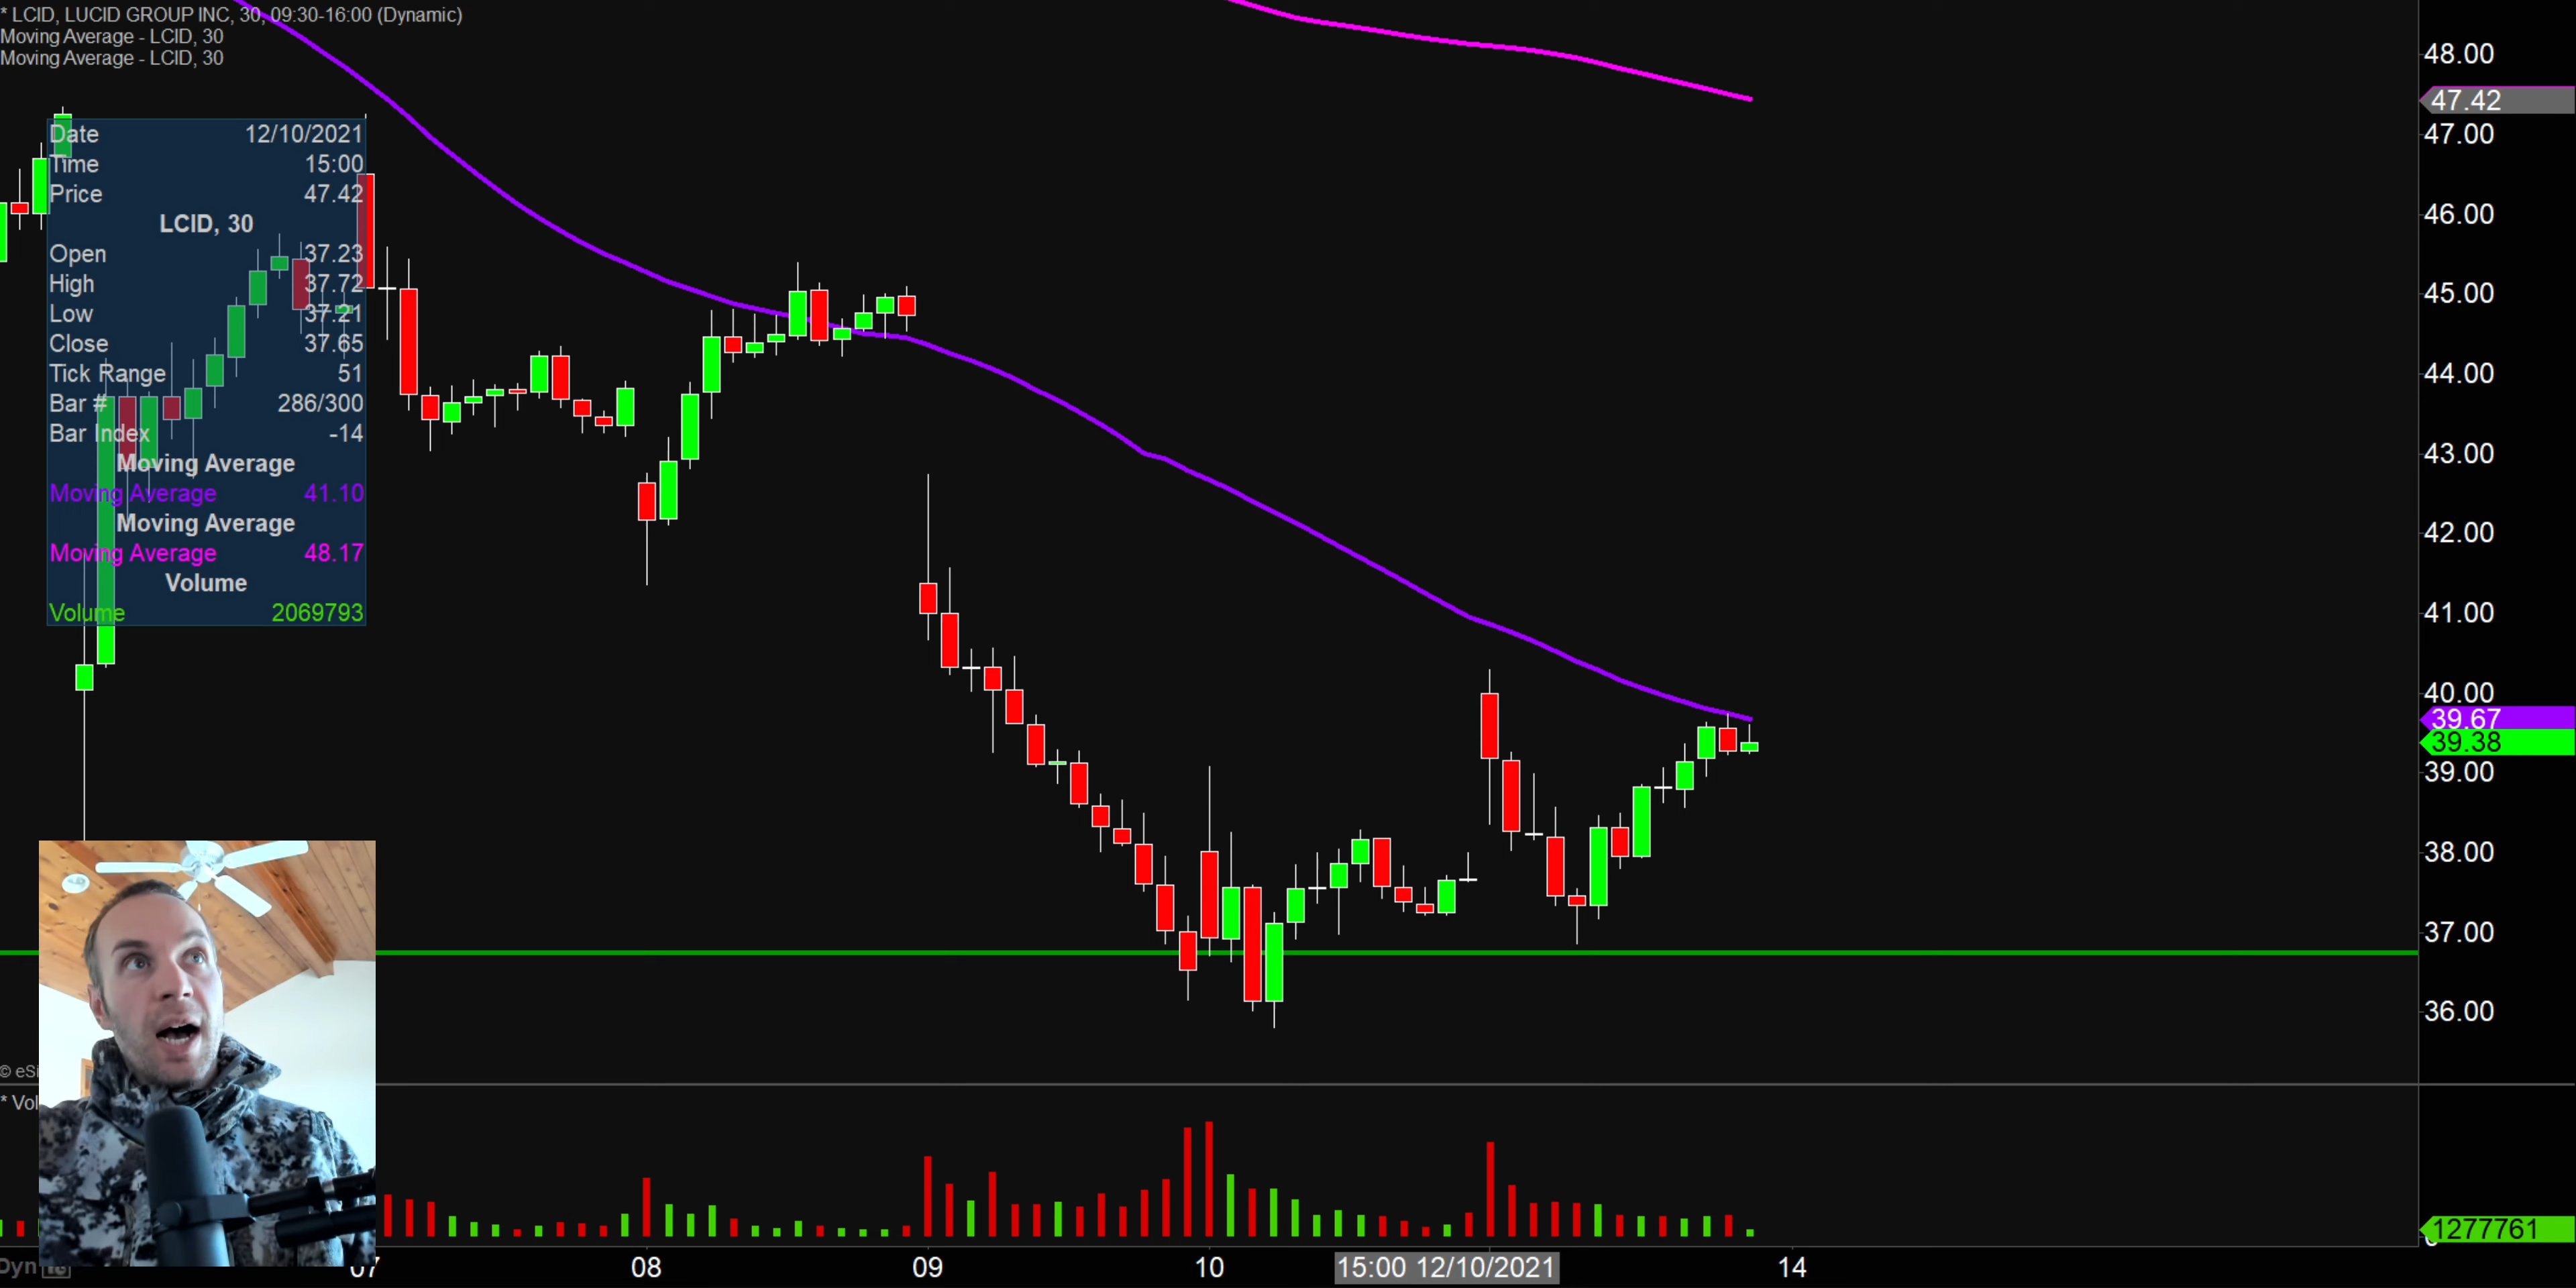 * LCID, LUCID GROUP INC, 30, 09:30-16:00 (Dynamic)
Moving Average - LCID, 30
Moving Average - LCID, 30
Date 12/10/2021
Time 15:00
Price 47.42
LCID, 30
Open 37.23
High 37.72
Low 37.21
Close 37.65
Tick Range 51
Bar # 286/300
Bar Index -14
Moving Average
Moving Average 41.10
Moving Average
Moving Average 48.17
Volume
Volume 2069793
48.00
47.42
47.00
46.00
45.00
44.00
43.00
42.00
41.00
40.00
39.67
39.38
39.00
38.00
37.00
36.00
© eSi
* Vol
1277761
Dyn
07 08 09 10 15:00 12/10/2021 14